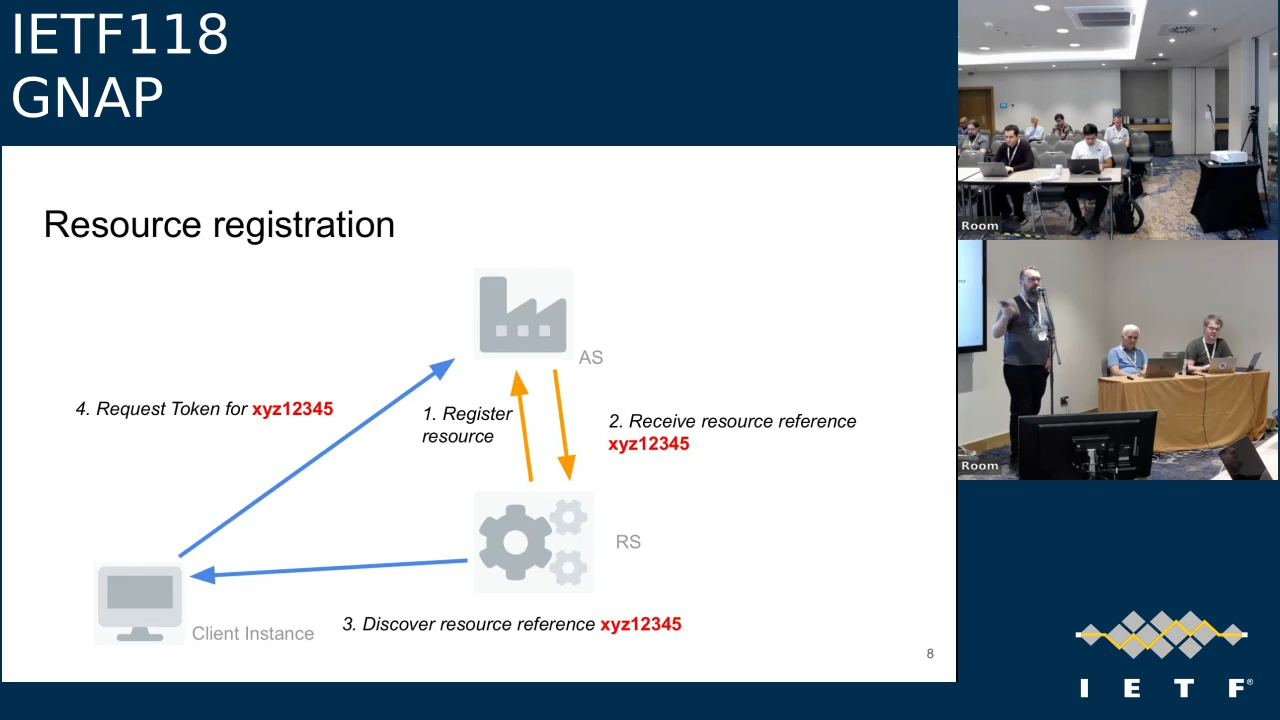 IETF118
GNAP
Room
Resource registration
AS
4. Request Token for xyz12345
1. Register
resource
2. Receive resource reference
xyz12345
Room
RS
3. Discover resource reference xyz12345
Client Instance
8
I E T F®